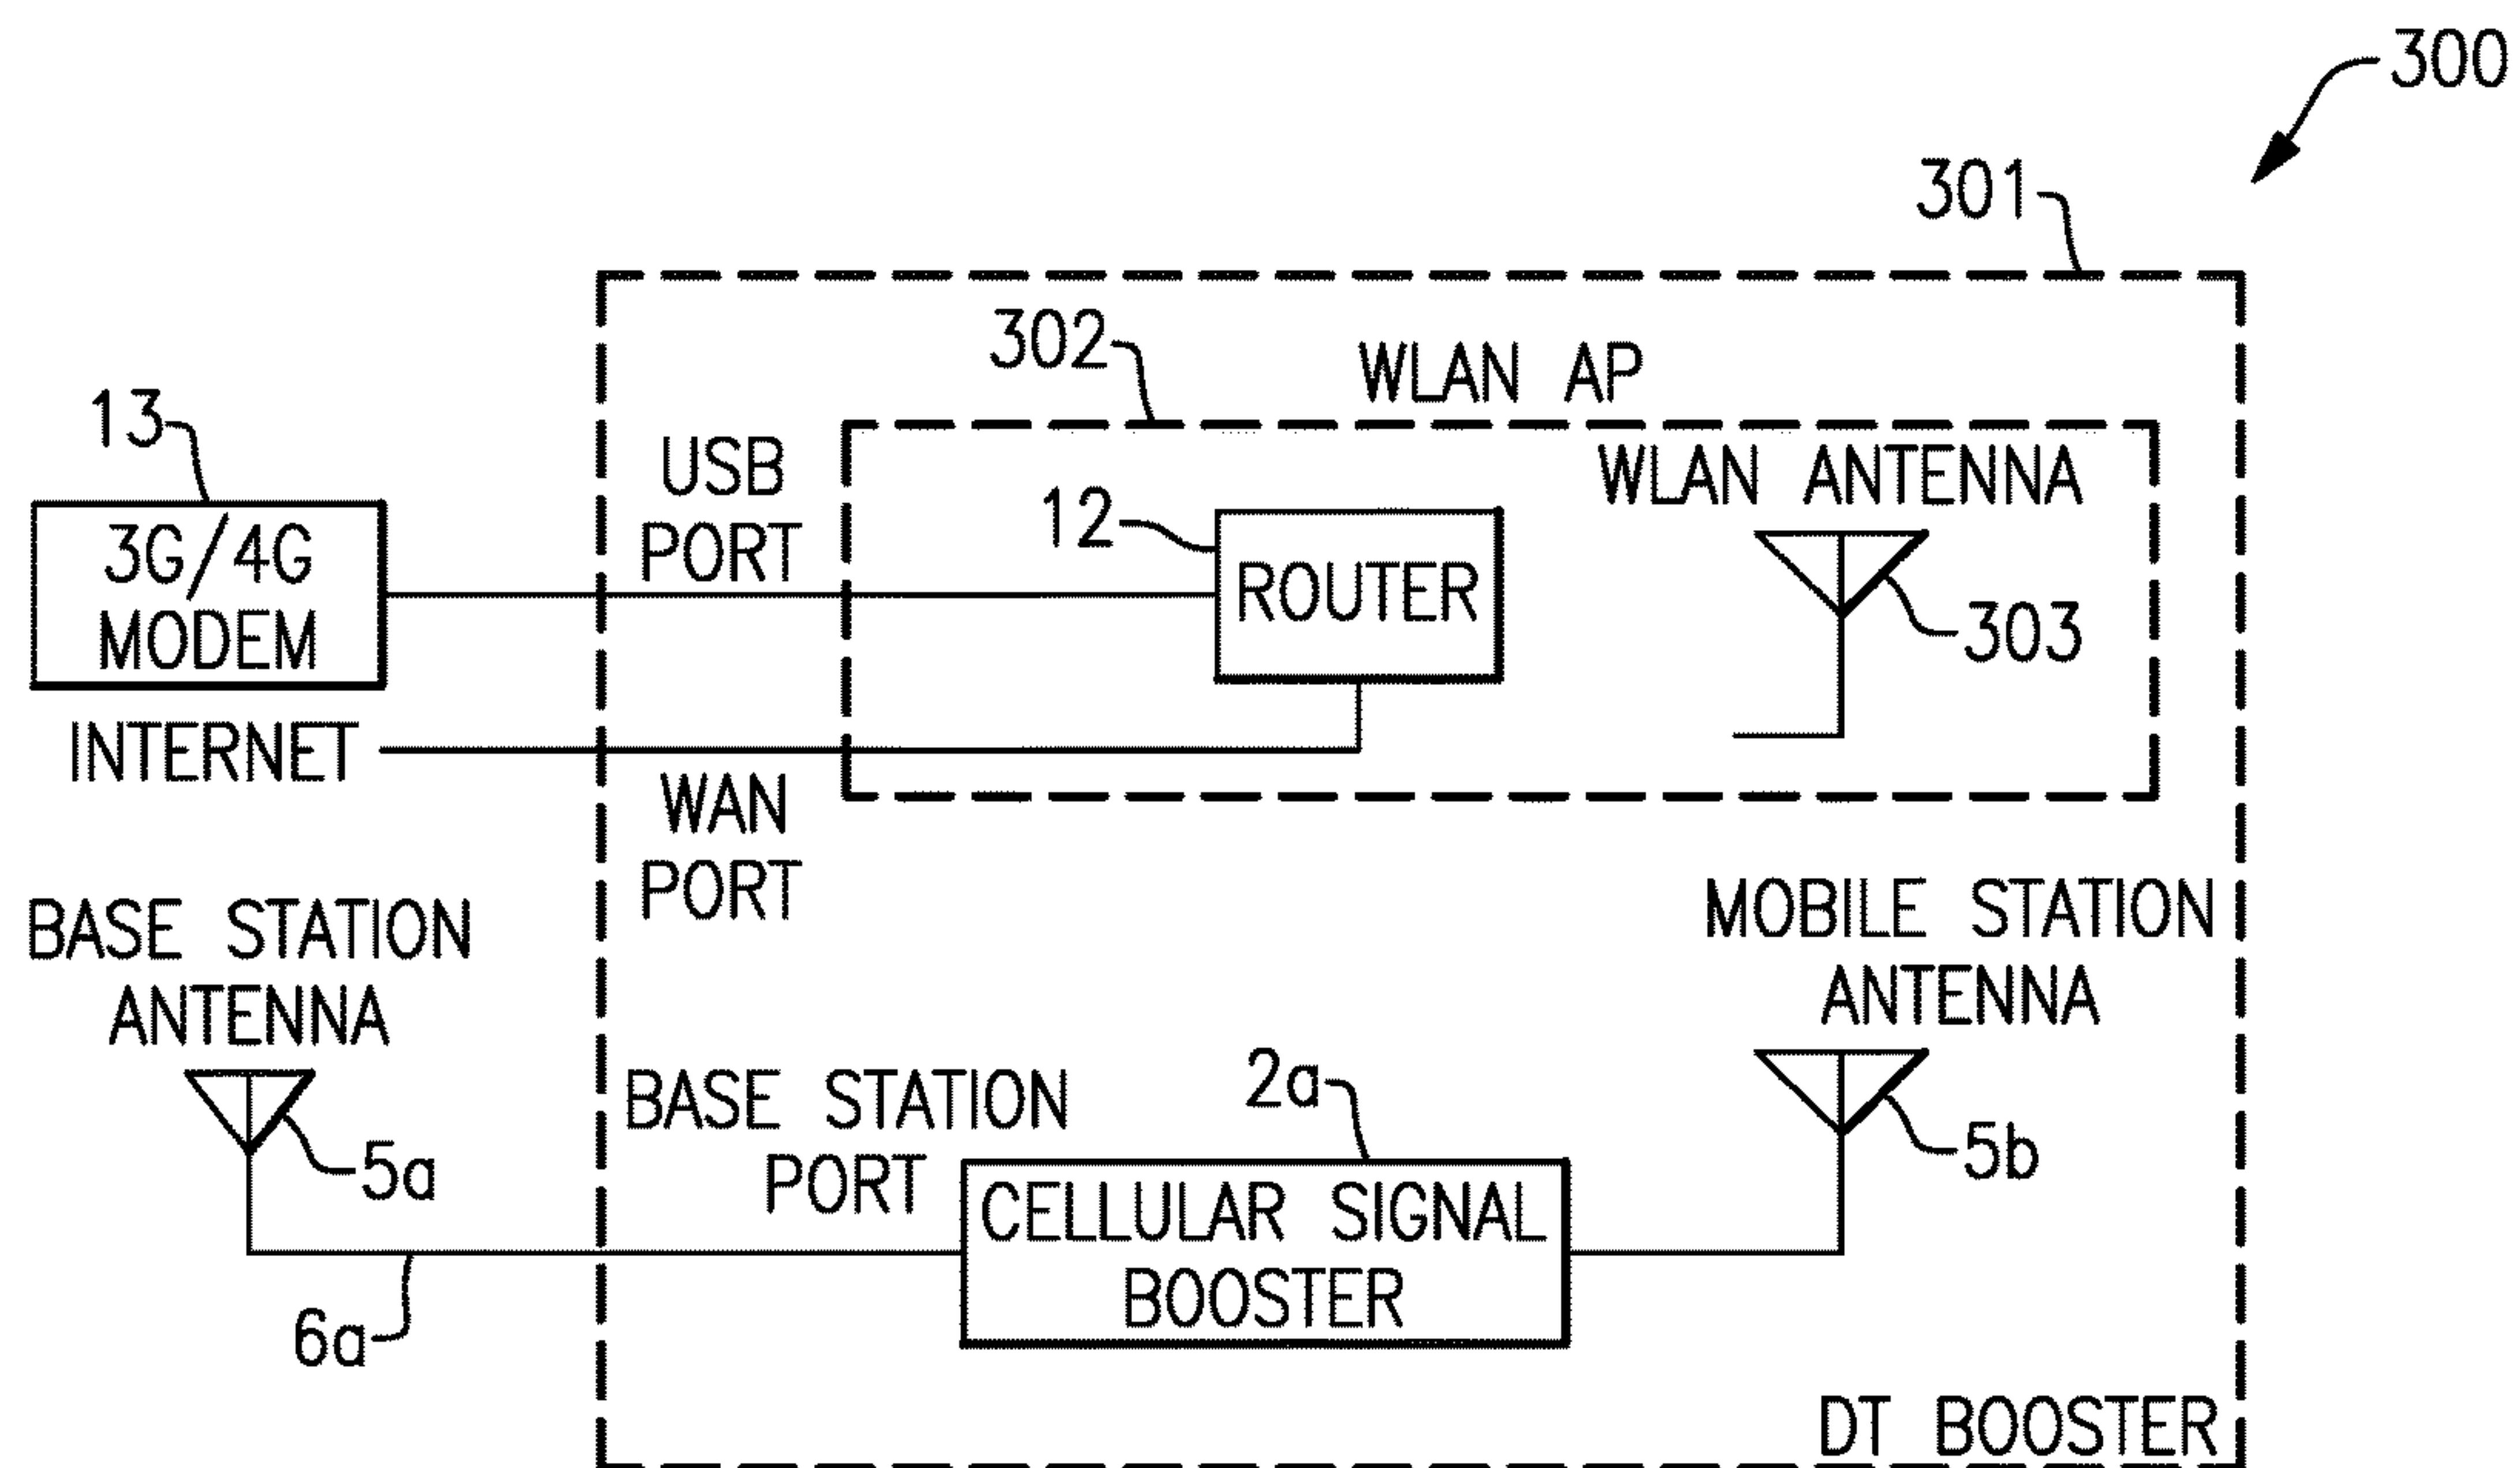 300
301
302
WLAN AP
13
USB
PORT
WLAN ANTENNA
12
3G/4G
MODEM
ROUTER
303
INTERNET
WAN
PORT
BASE STATION
ANTENNA
MOBILE STATION
ANTENNA
BASE STATION
PORT
2a
5a
5b
CELLULAR SIGNAL
BOOSTER
6a
DT BOOSTER